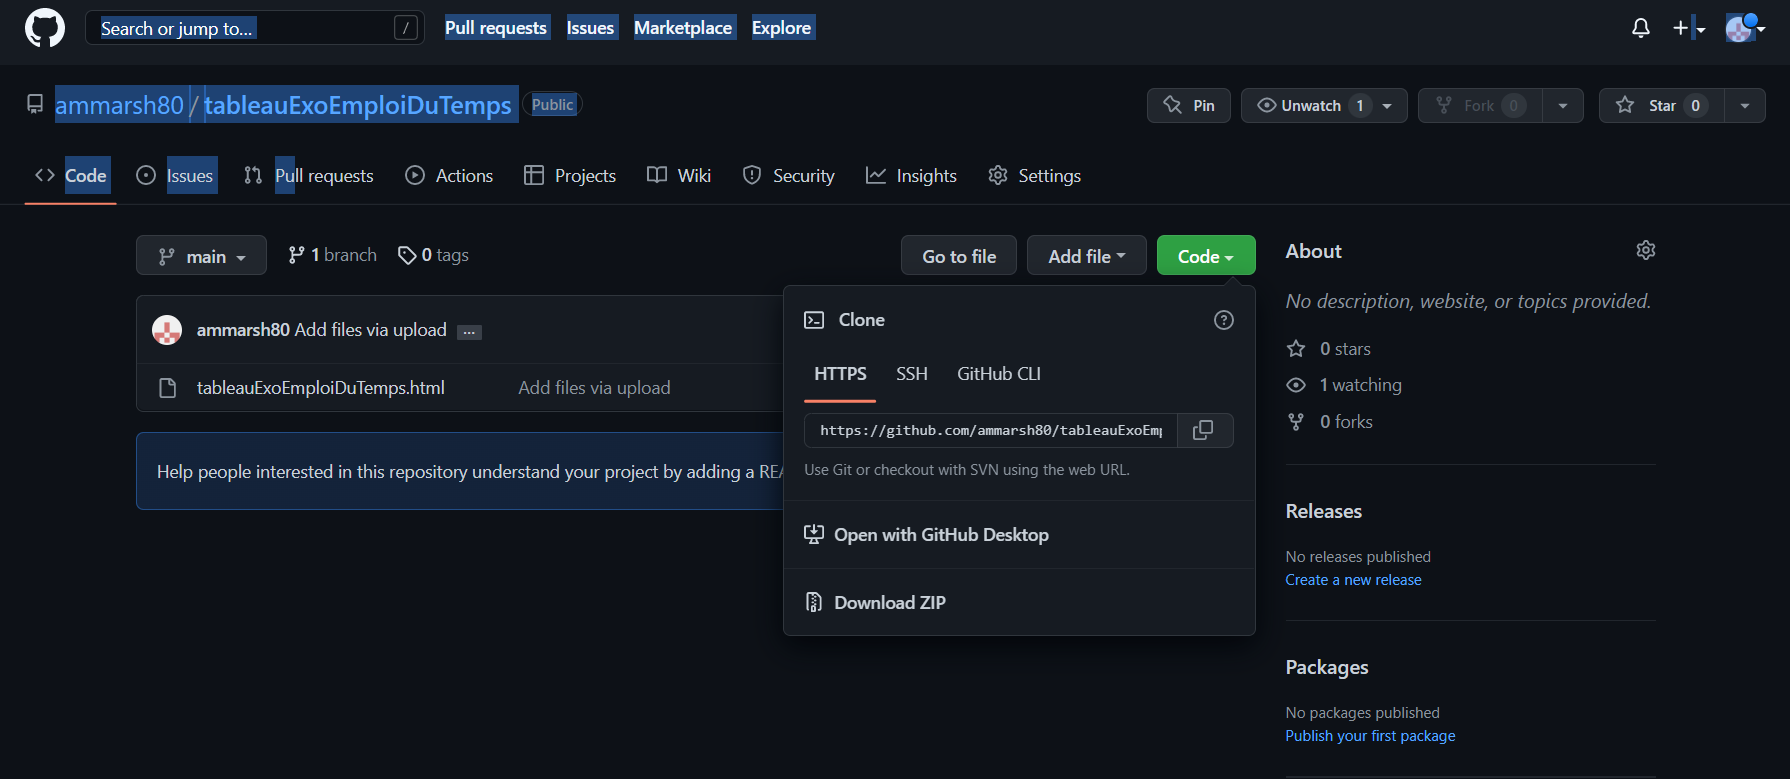 Search or jump to... / Pull requests Issues Marketplace Explore
ammarsh80 / tableauExoEmploiDuTemps Public Pin Unwatch 1 Fork 0 Star 0
Code Issues Pull requests Actions Projects Wiki Security Insights Settings
main 1 branch 0 tags Go to file Add file Code
ammarsh80 Add files via upload ...
tableauExoEmploiDuTemps.html Add files via upload
Help people interested in this repository understand your project by adding a REA
Clone
HTTPS SSH GitHub CLI
https://github.com/ammarsh80/tableauExoEmp
Use Git or checkout with SVN using the web URL.
Open with GitHub Desktop
Download ZIP
About
No description, website, or topics provided.
0 stars
1 watching
0 forks
Releases
No releases published
Create a new release
Packages
No packages published
Publish your first package